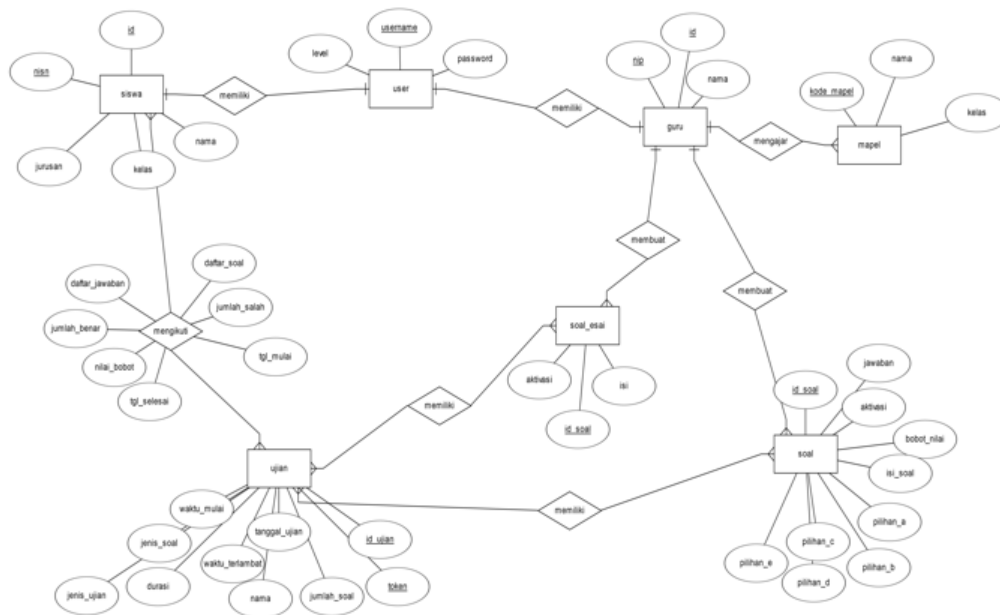 id
username
id
nisn
level
password
nip
nama
nama
kode_mapel
kelas
siswa
memiliki
user
memiliki
guru
mengajar
mapel
nama
jurusan
kelas
membuat
daftar_soal
daftar_jawaban
membuat
jumlah_salah
jumlah_benar
mengikuti
soal_esai
tgl_mulai
nilai_bobot
jawaban
aktivasi
isi
id_soal
tgl_selesai
memiliki
aktivasi
id_soal
bobot_nilai
soal
ujian
isi_soal
waktu_mulai
memiliki
pilihan_a
tanggal_ujian
id_ujian
jenis_soal
pilihan_c
waktu_terlambat
pilihan_e
pilihan_b
durasi
token
pilihan_d
jenis_ujian
nama
jumlah_soal